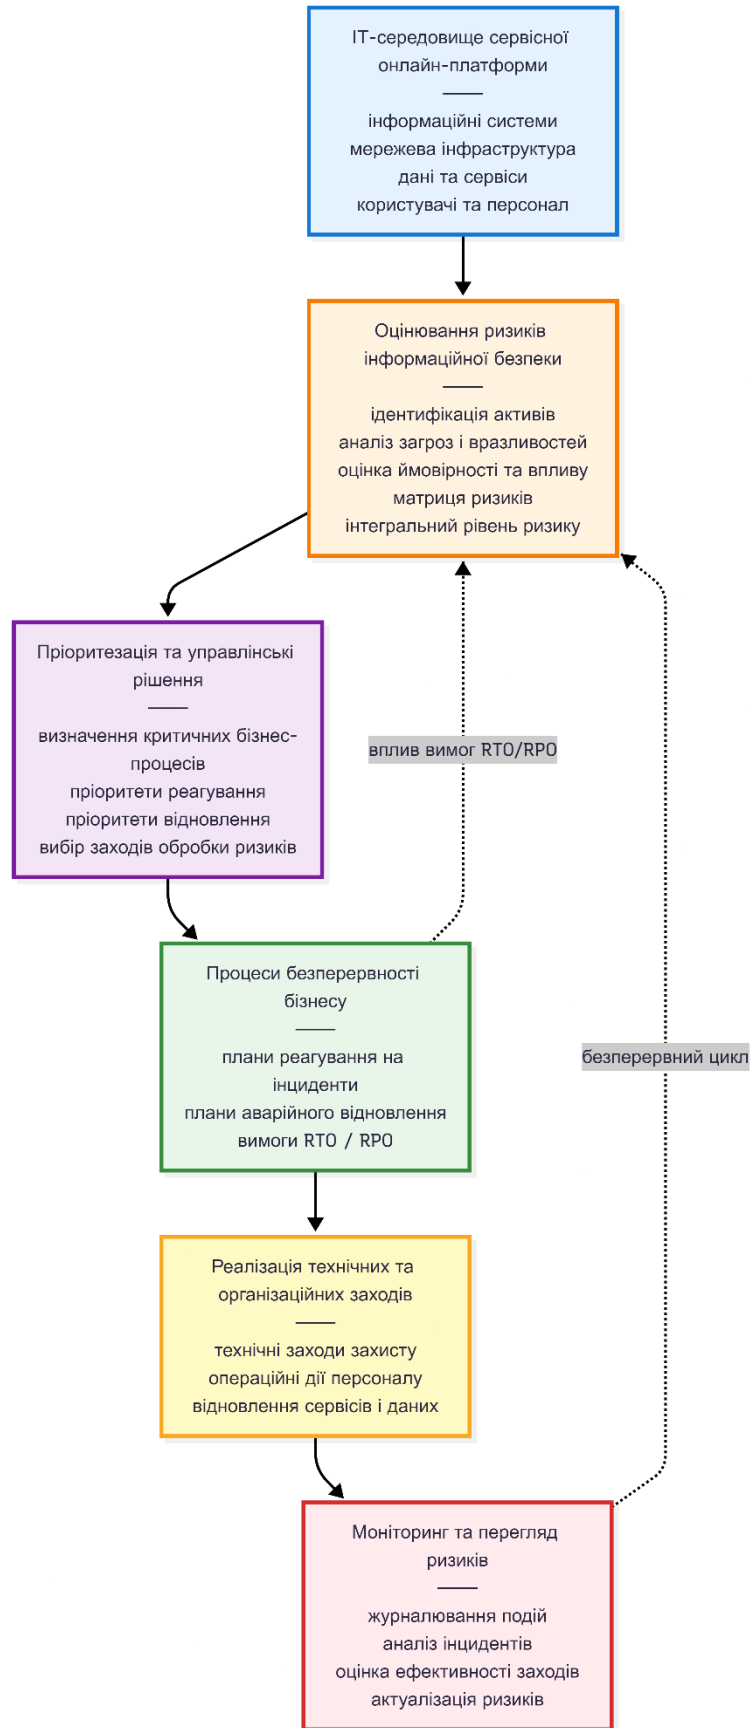 ІТ-середовище сервісної
онлайн-платформи
———
інформаційні системи
мережева інфраструктура
дані та сервіси
користувачі та персонал
Оцінювання ризиків
інформаційної безпеки
———
ідентифікація активів
аналіз загроз і вразливостей
оцінка ймовірності та впливу
матриця ризиків
інтегральний рівень ризику
Пріоритезація та управлінські
рішення
———
визначення критичних бізнес-
процесів
пріоритети реагування
пріоритети відновлення
вибір заходів обробки ризиків
вплив вимог RTO/RPO
Процеси безперервності
бізнесу
———
плани реагування на
інциденти
плани аварійного відновлення
вимоги RTO / RPO
безперервний цикл
Реалізація технічних та
організаційних заходів
———
технічні заходи захисту
операційні дії персоналу
відновлення сервісів і даних
Моніторинг та перегляд
ризиків
———
журналювання подій
аналіз інцидентів
оцінка ефективності заходів
актуалізація ризиків